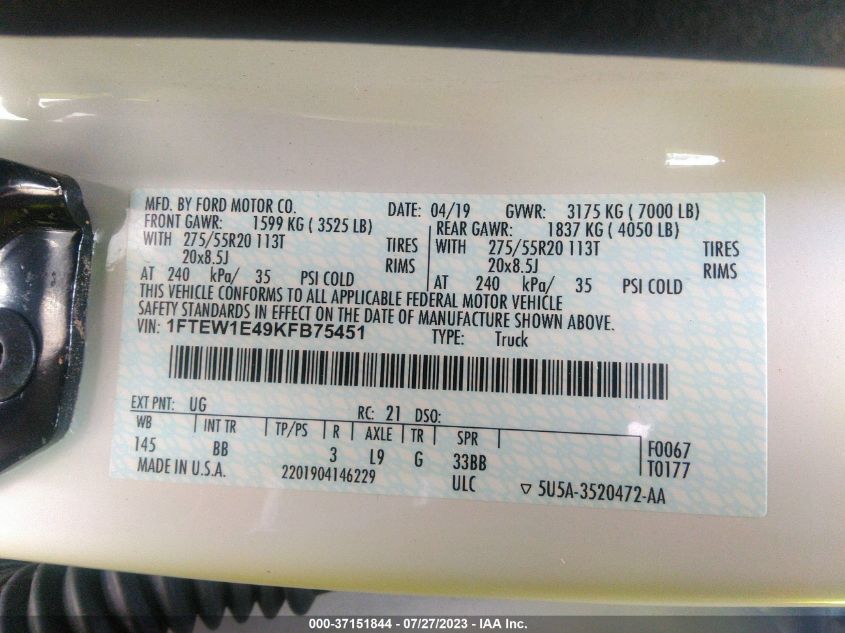 MFD. BY FORD MOTOR CO. DATE: 04/19 GVWR: 3175 KG ( 7000 LB)
FRONT GAWR: 1599 KG ( 3525 LB) REAR GAWR: 1837 KG ( 4050 LB)
WITH 275/55R20 113T TIRES WITH 275/55R20 113T TIRES
20x8.5J RIMS 20x8.5J RIMS
AT 240 kPa/ 35 PSI COLD AT 240 kPa/ 35 PSI COLD
THIS VEHICLE CONFORMS TO ALL APPLICABLE FEDERAL MOTOR VEHICLE
SAFETY STANDARDS IN EFFECT ON THE DATE OF MANUFACTURE SHOWN ABOVE.
VIN: 1FTEW1E49KFB75451 TYPE: Truck
EXT PNT: UG RC: 21 DSO:
WB INT TR TP/PS R AXLE TR SPR
145 BB 3 L9 G 33BB
F0067
T0177
MADE IN U.S.A. 2201904146229 ULC ▽ 5U5A-3520472-AA
000-37151844 / 07/27/2023 - IAA Inc.